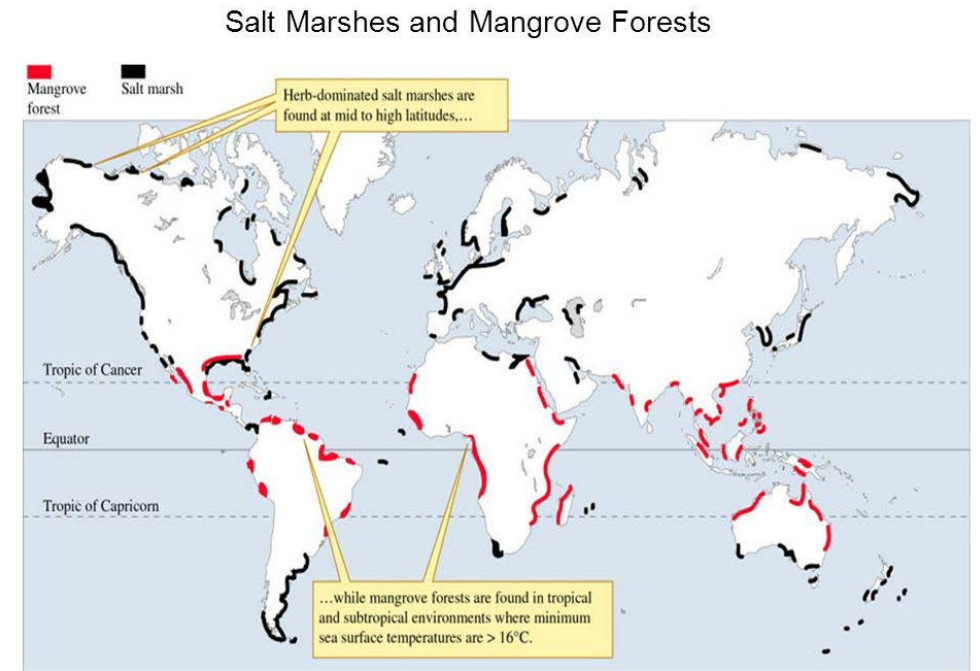 Salt Marshes and Mangrove Forests
Mangrove
forest
Salt marsh
Herb-dominated salt marshes are
found at mid to high latitudes,…
Tropic of Cancer
Equator
Tropic of Capricorn
…while mangrove forests are found in tropical
and subtropical environments where minimum
sea surface temperatures are > 16°C.